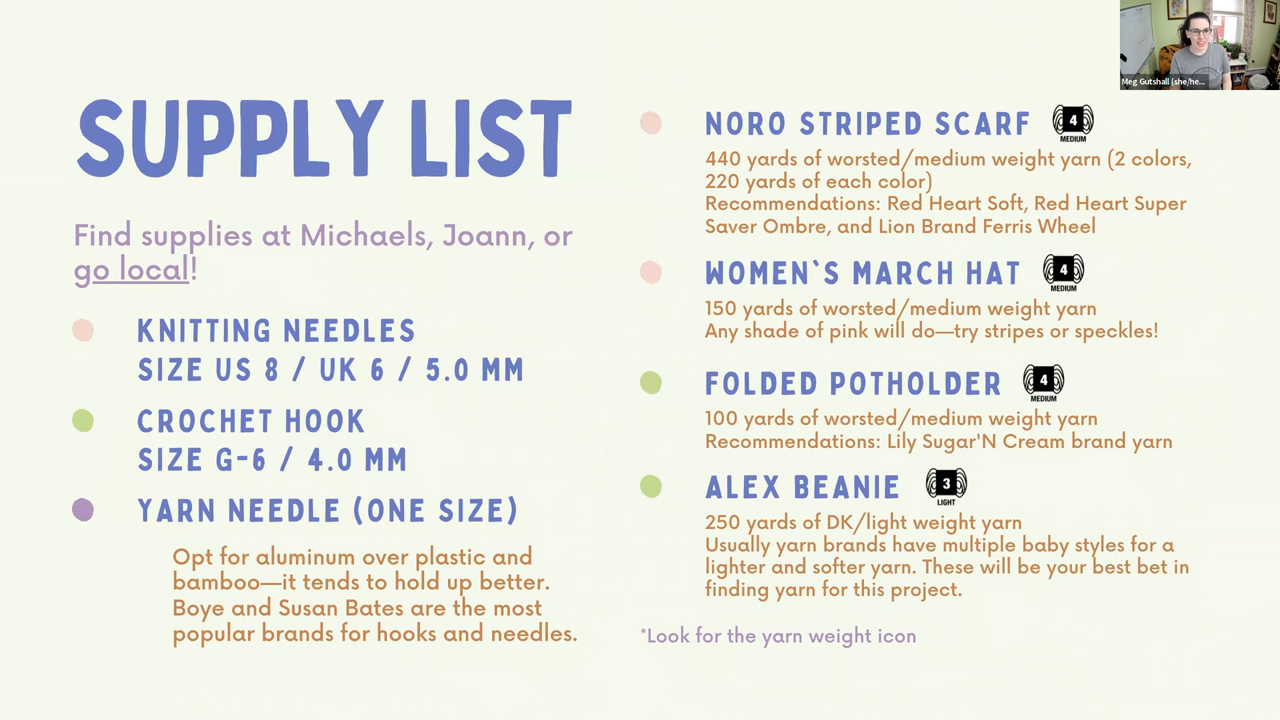 SUPPLY LIST
Find supplies at Michaels, Joann, or
go local!
KNITTING NEEDLES
SIZE US 8 / UK 6 / 5.0 MM
CROCHET HOOK
SIZE G-6 / 4.0 MM
YARN NEEDLE (ONE SIZE)
Opt for aluminum over plastic and
bamboo—it tends to hold up better.
Boye and Susan Bates are the most
popular brands for hooks and needles.
NORO STRIPED SCARF
4
MEDIUM
440 yards of worsted/medium weight yarn (2 colors,
220 yards of each color)
Recommendations: Red Heart Soft, Red Heart Super
Saver Ombre, and Lion Brand Ferris Wheel
WOMEN`S MARCH HAT
4
MEDIUM
150 yards of worsted/medium weight yarn
Any shade of pink will do—try stripes or speckles!
FOLDED POTHOLDER
4
MEDIUM
100 yards of worsted/medium weight yarn
Recommendations: Lily Sugar'N Cream brand yarn
ALEX BEANIE
3
LIGHT
250 yards of DK/light weight yarn
Usually yarn brands have multiple baby styles for a
lighter and softer yarn. These will be your best bet in
finding yarn for this project.
*Look for the yarn weight icon
Meg Gutshall (she/he...